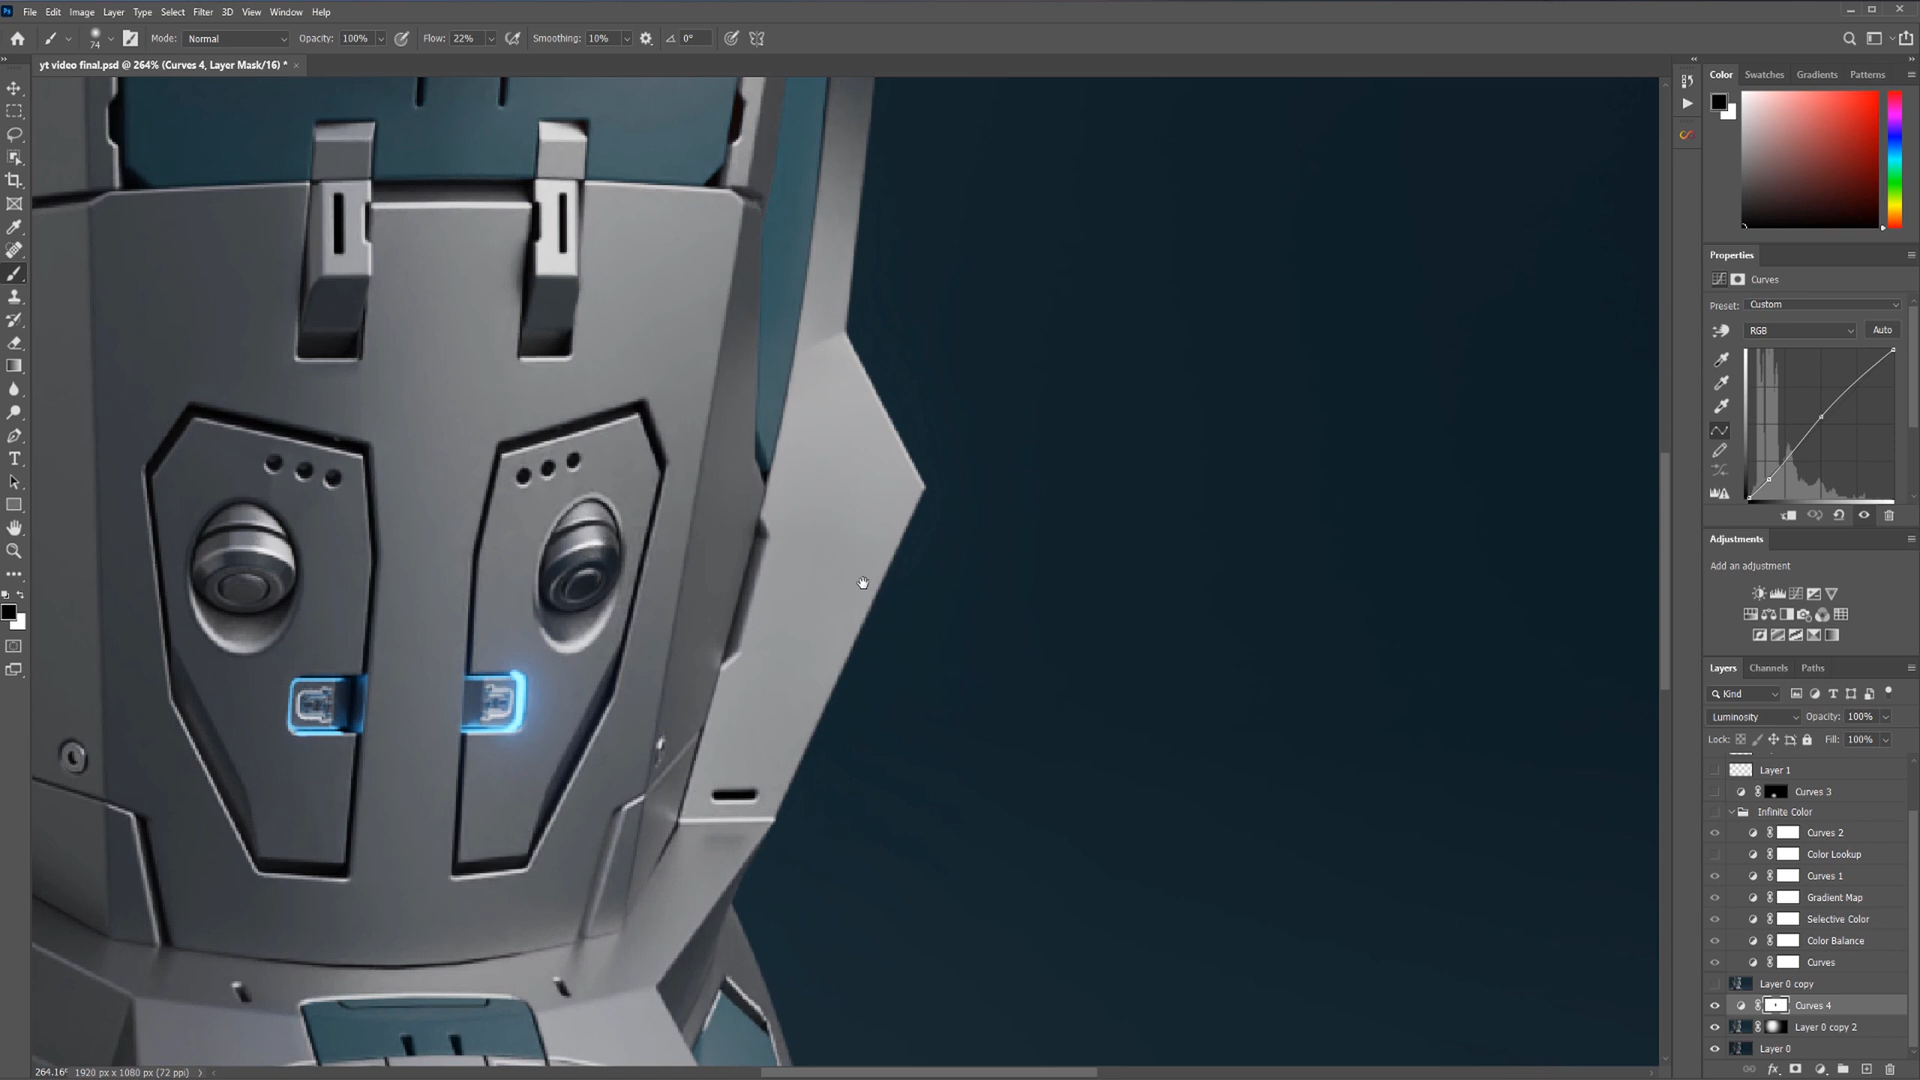 File Edit Image Layer Type Select Filter 3D View Window Help
74 Mode: Normal Opacity: 100% Flow: 22% Smoothing: 10% 0°
yt video final.psd @ 264% (Curves 4, Layer Mask/16) * ×
Color Swatches Gradients Patterns
Properties
Curves
Preset: Custom
RGB Auto
Adjustments
Add an adjustment
Layers Channels Paths
Kind
Luminosity Opacity: 100%
Lock: Fill: 100%
Layer 1
Curves 3
Infinite Color
Curves 2
Color Lookup
Curves 1
Gradient Map
Selective Color
Color Balance
Curves
Layer 0 copy
Curves 4
Layer 0 copy 2
Layer 0
264.16% 1920 px x 1080 px (72 ppi)